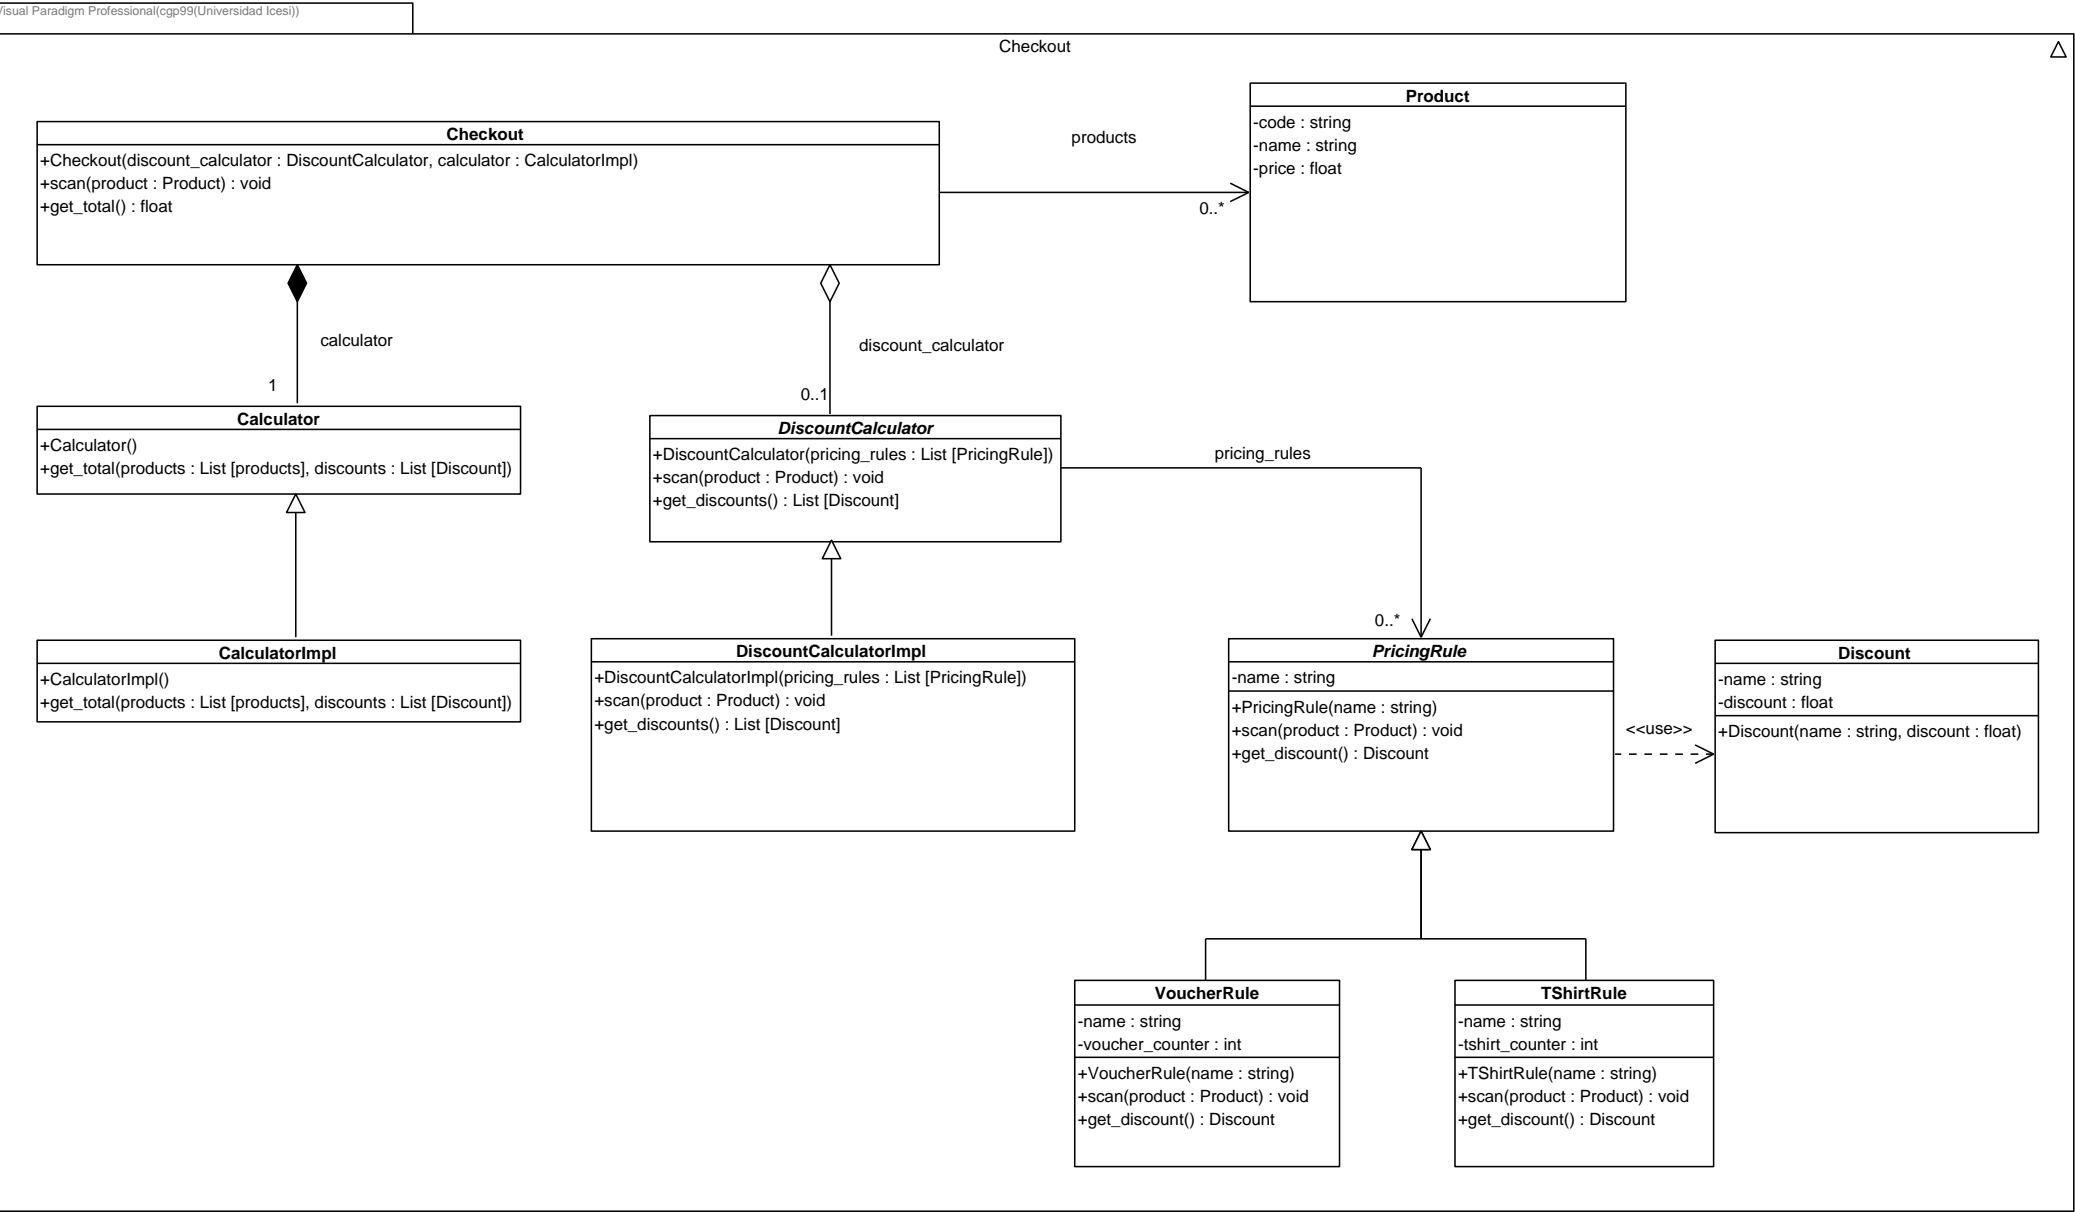 Visual Paradigm Professional(cgp99(Universidad Icesi))
Checkout
Product
-code : string
-name : string
-price : float
Checkout
+Checkout(discount_calculator : DiscountCalculator, calculator : CalculatorImpl)
+scan(product : Product) : void
+get_total() : float
products
0..*
calculator
1
discount_calculator
0..1
Calculator
+Calculator()
+get_total(products : List [products], discounts : List [Discount])
DiscountCalculator
+DiscountCalculator(pricing_rules : List [PricingRule])
+scan(product : Product) : void
+get_discounts() : List [Discount]
pricing_rules
0..*
CalculatorImpl
+CalculatorImpl()
+get_total(products : List [products], discounts : List [Discount])
DiscountCalculatorImpl
+DiscountCalculatorImpl(pricing_rules : List [PricingRule])
+scan(product : Product) : void
+get_discounts() : List [Discount]
PricingRule
-name : string
+PricingRule(name : string)
+scan(product : Product) : void
+get_discount() : Discount
<<use>>
Discount
-name : string
-discount : float
+Discount(name : string, discount : float)
VoucherRule
-name : string
-voucher_counter : int
+VoucherRule(name : string)
+scan(product : Product) : void
+get_discount() : Discount
TShirtRule
-name : string
-tshirt_counter : int
+TShirtRule(name : string)
+scan(product : Product) : void
+get_discount() : Discount